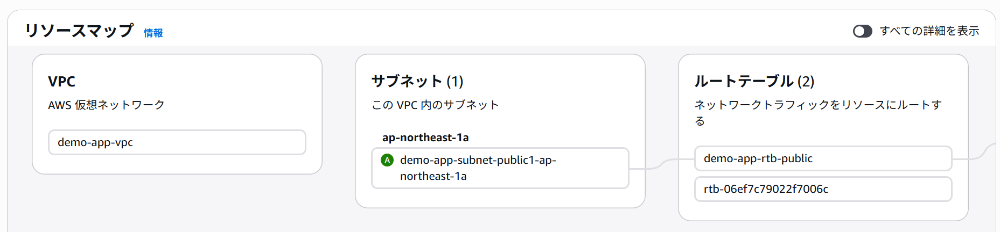 リソースマップ 情報
すべての詳細を表示
VPC
AWS 仮想ネットワーク
demo-app-vpc
サブネット (1)
この VPC 内のサブネット
ap-northeast-1a
A demo-app-subnet-public1-ap-
northeast-1a
ルートテーブル (2)
ネットワークトラフィックをリソースにルートす
る
demo-app-rtb-public
rtb-06ef7c79022f7006c